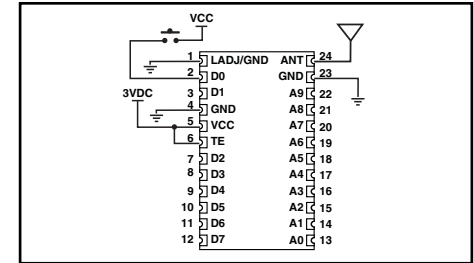 VCC
1 LADJ/GND ANT 24
2 D0 GND 23
3VDC 3 D1 A9 22
4 GND A8 21
5 VCC A7 20
6 TE A6 19
7 D2 A5 18
8 D3 A4 17
9 D4 A3 16
10 D5 A2 15
11 D6 A1 14
12 D7 A0 13